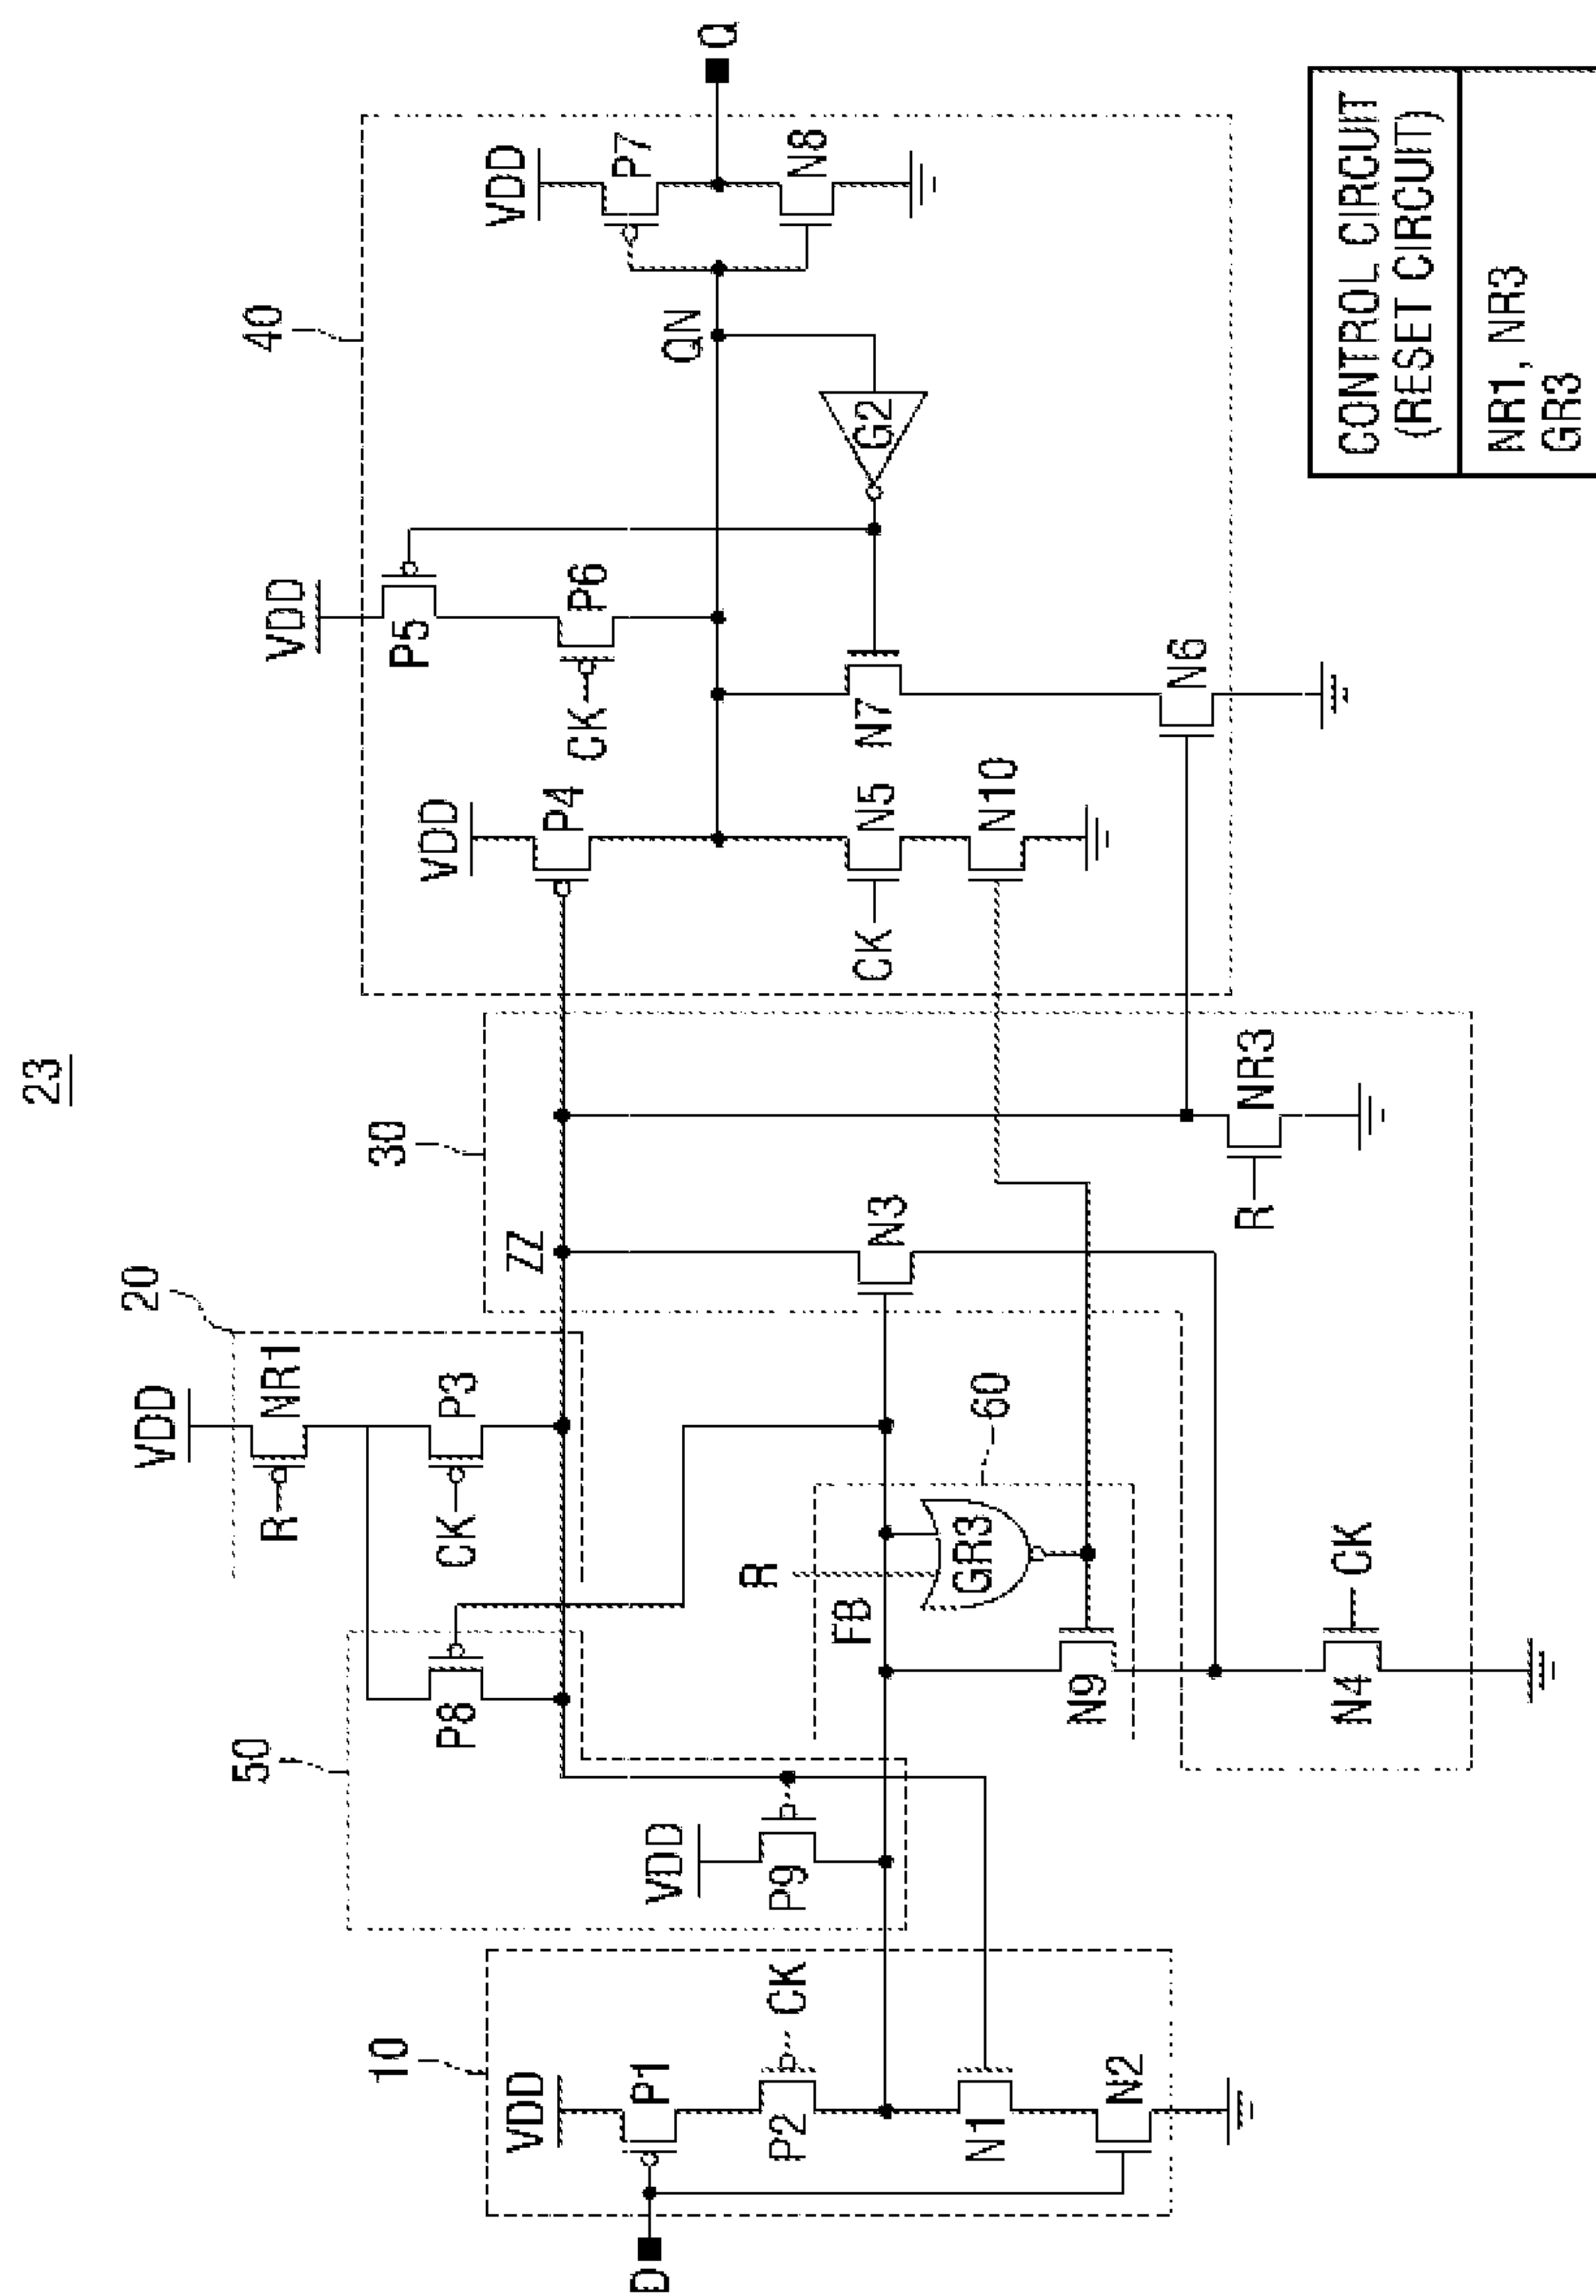 23
10
VDD
P1
P2
CK
N1
N2
D
50
P8
VDD
P9
20
VDD
R
NR1
CK
P3
ZZ
R
FB
GR3
60
N9
N3
N4
CK
30
R
NR3
40
VDD
P4
CK
N5
N10
VDD
P5
CK
P6
N7
N6
QN
G2
VDD
P7
N8
Q
CONTROL CIRCUIT
(RESET CIRCUIT)
NR1, NR3
GR3